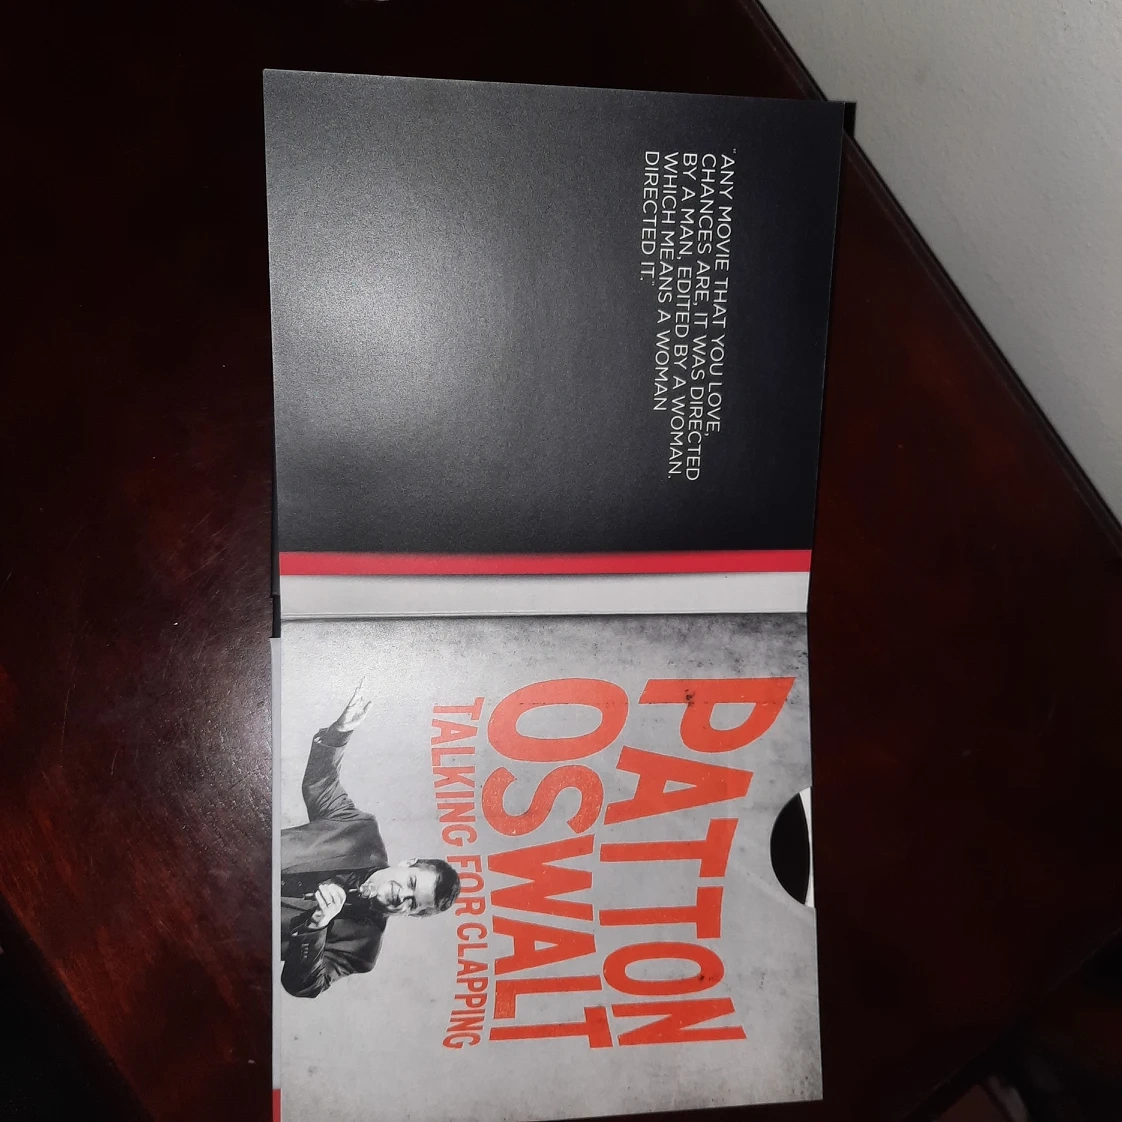 "ANY MOVIE THAT YOU LOVE,
CHANCES ARE, IT WAS DIRECTED
BY A MAN, EDITED BY A WOMAN.
WHICH MEANS A WOMAN
DIRECTED IT."
PATTON
OSWALT
TALKING FOR CLAPPING